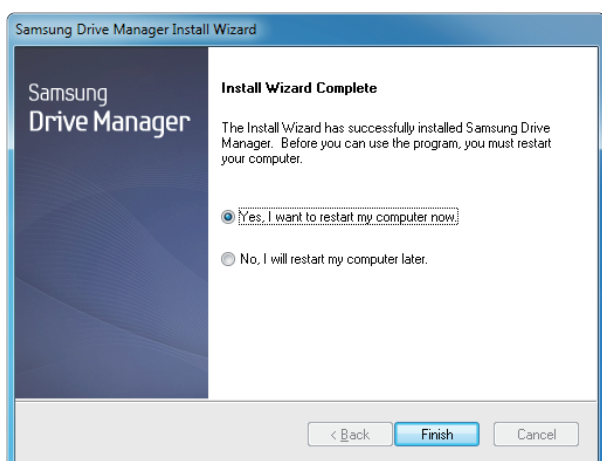 Samsung Drive Manager Install Wizard
Samsung
Drive Manager
Install Wizard Complete
The Install Wizard has successfully installed Samsung Drive
Manager. Before you can use the program, you must restart
your computer.
Yes, I want to restart my computer now.
No, I will restart my computer later.
< Back Finish Cancel